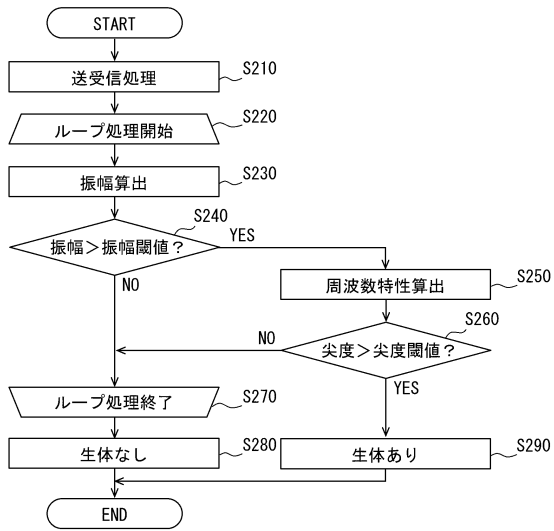 START
送受信処理
S210
ループ処理開始
S220
振幅算出
S230
振幅>振幅閾値?
S240
YES
NO
周波数特性算出
S250
尖度>尖度閾値?
S260
NO
YES
ループ処理終了
S270
生体なし
S280
生体あり
S290
END